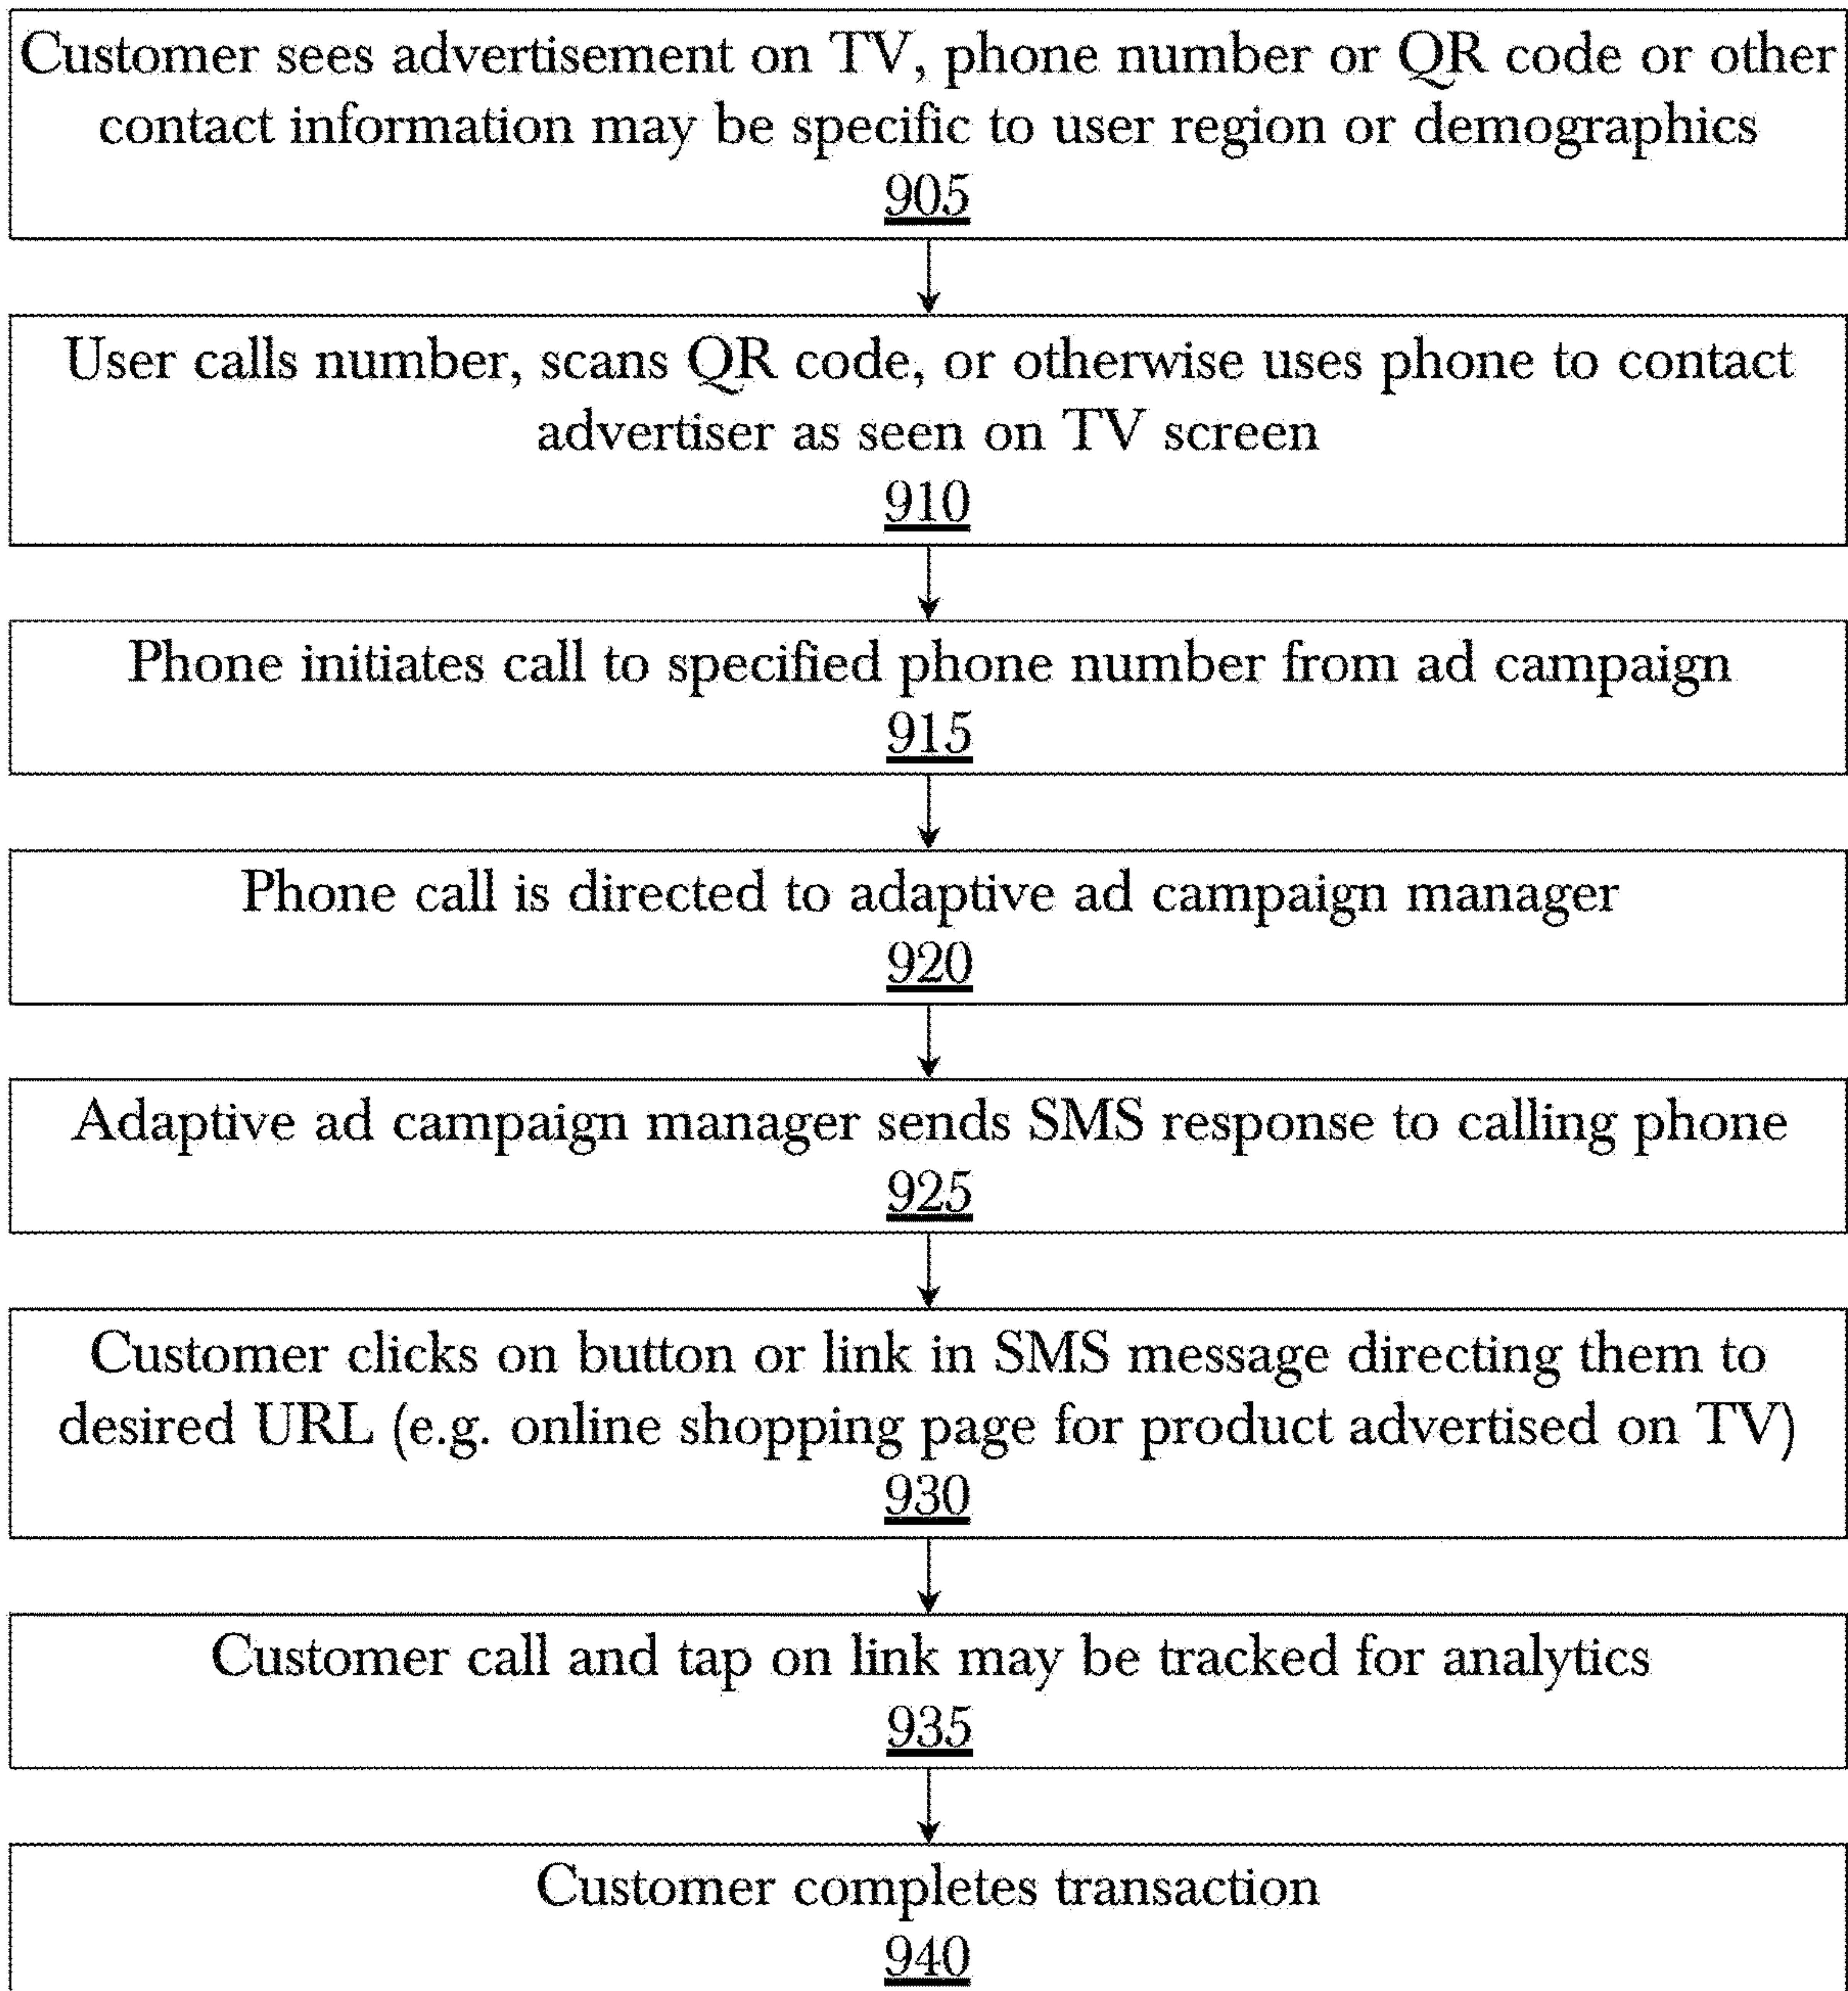 Customer sees advertisement on TV, phone number or QR code or other
contact information may be specific to user region or demographics
905
User calls number, scans QR code, or otherwise uses phone to contact
advertiser as seen on TV screen
910
Phone initiates call to specified phone number from ad campaign
915
Phone call is directed to adaptive ad campaign manager
920
Adaptive ad campaign manager sends SMS response to calling phone
925
Customer clicks on button or link in SMS message directing them to
desired URL (e.g. online shopping page for product advertised on TV)
930
Customer call and tap on link may be tracked for analytics
935
Customer completes transaction
940